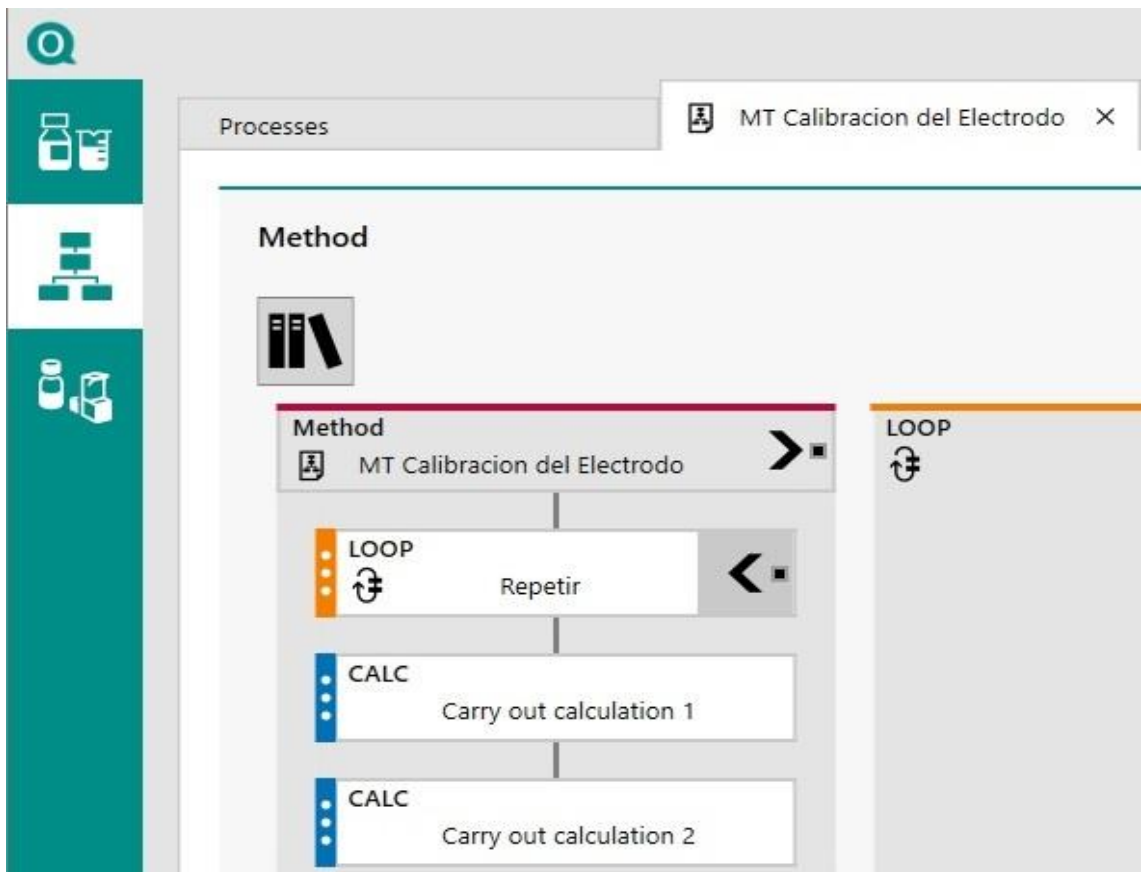 Processes
MT Calibracion del Electrodo
Method
Method
MT Calibracion del Electrodo
LOOP
Repetir
CALC
Carry out calculation 1
CALC
Carry out calculation 2
LOOP